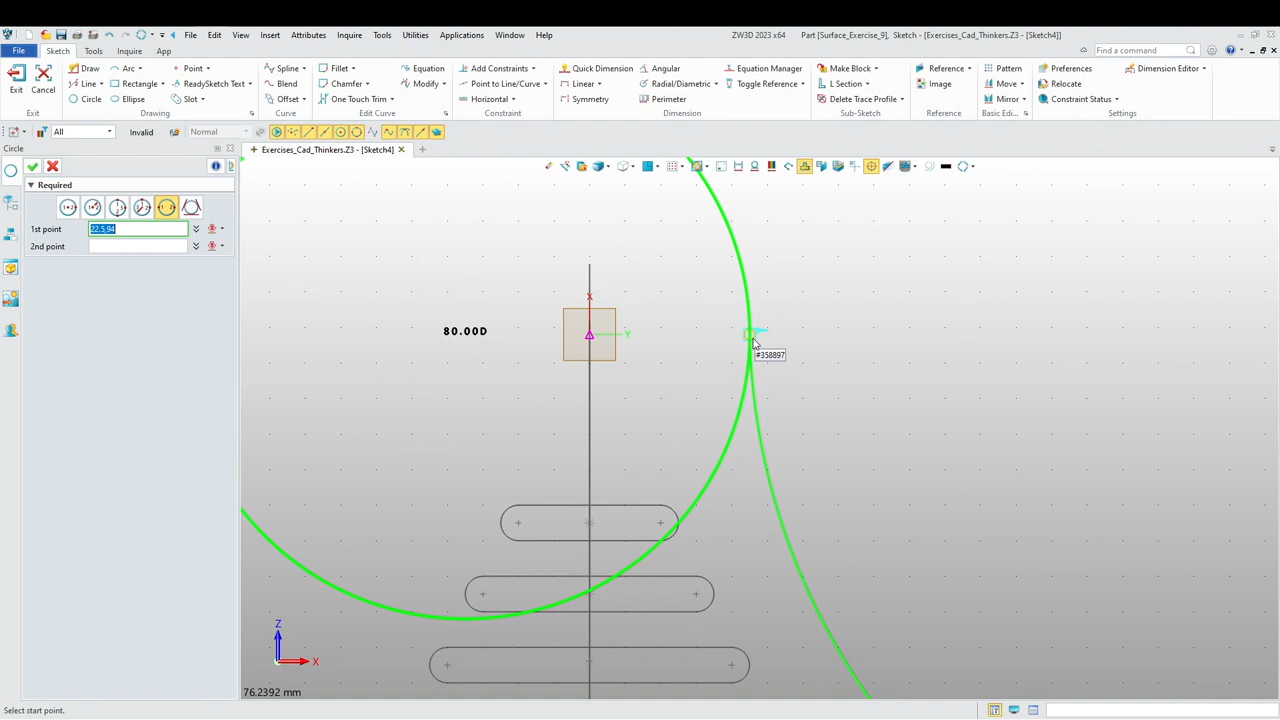 File Edit View Insert Attributes Inquire Tools Utilities Applications Window Help ZW3D 2023 x64 Part [Surface_Exercise_9], Sketch - [Exercises_Cad_Thinkers.Z3 - [Sketch4]]
File Sketch Tools Inquire App Find a command
Exit Cancel
Draw Arc Point ReadySketch Text
Line Rectangle
Circle Ellipse Slot
Spline Blend Offset
Fillet Equation
Chamfer Modify
One Touch Trim
Add Constraints
Point to Line/Curve
Horizontal
Quick Dimension Angular Equation Manager
Linear Radial/Diametric Toggle Reference
Symmetry Perimeter
Make Block
L Section
Delete Trace Profile
Reference
Image
Pattern
Move
Mirror
Preferences Dimension Editor
Relocate
Constraint Status
Exit Drawing Curve Edit Curve Constraint Dimension Sub-Sketch Reference Basic Edi... Settings
All Invalid Normal
Circle
Exercises_Cad_Thinkers.Z3 - [Sketch4]
Required
1st point 22.5,94
2nd point
X
80.00D
Y
#358897
Z
X
76.2392 mm
Select start point.